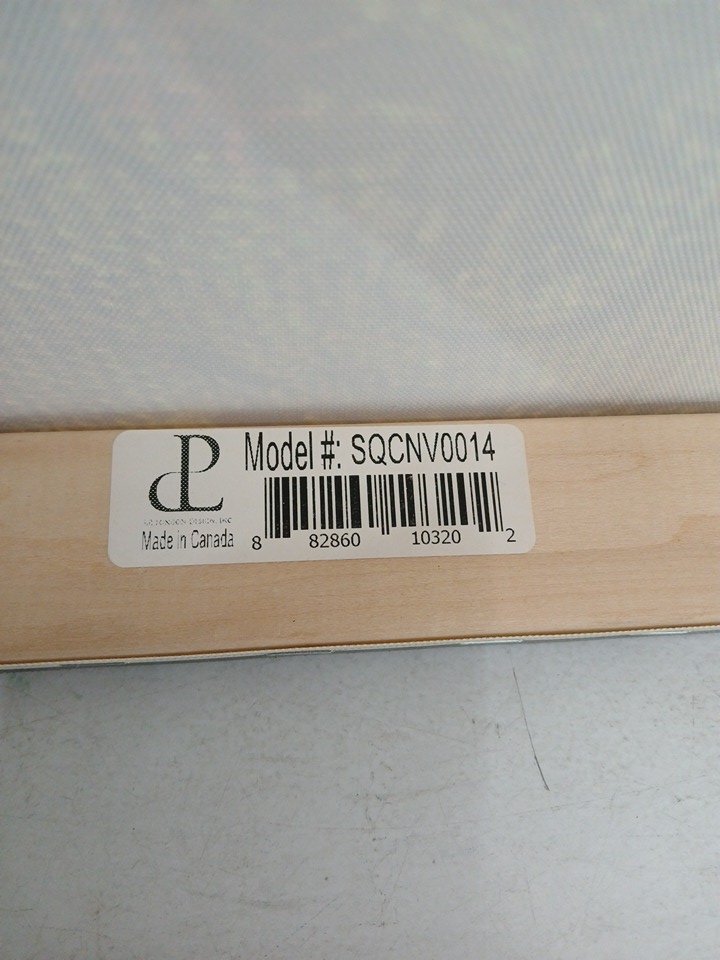 Model #: SQCNV0014
Made in Canada
8 82860 10320 2